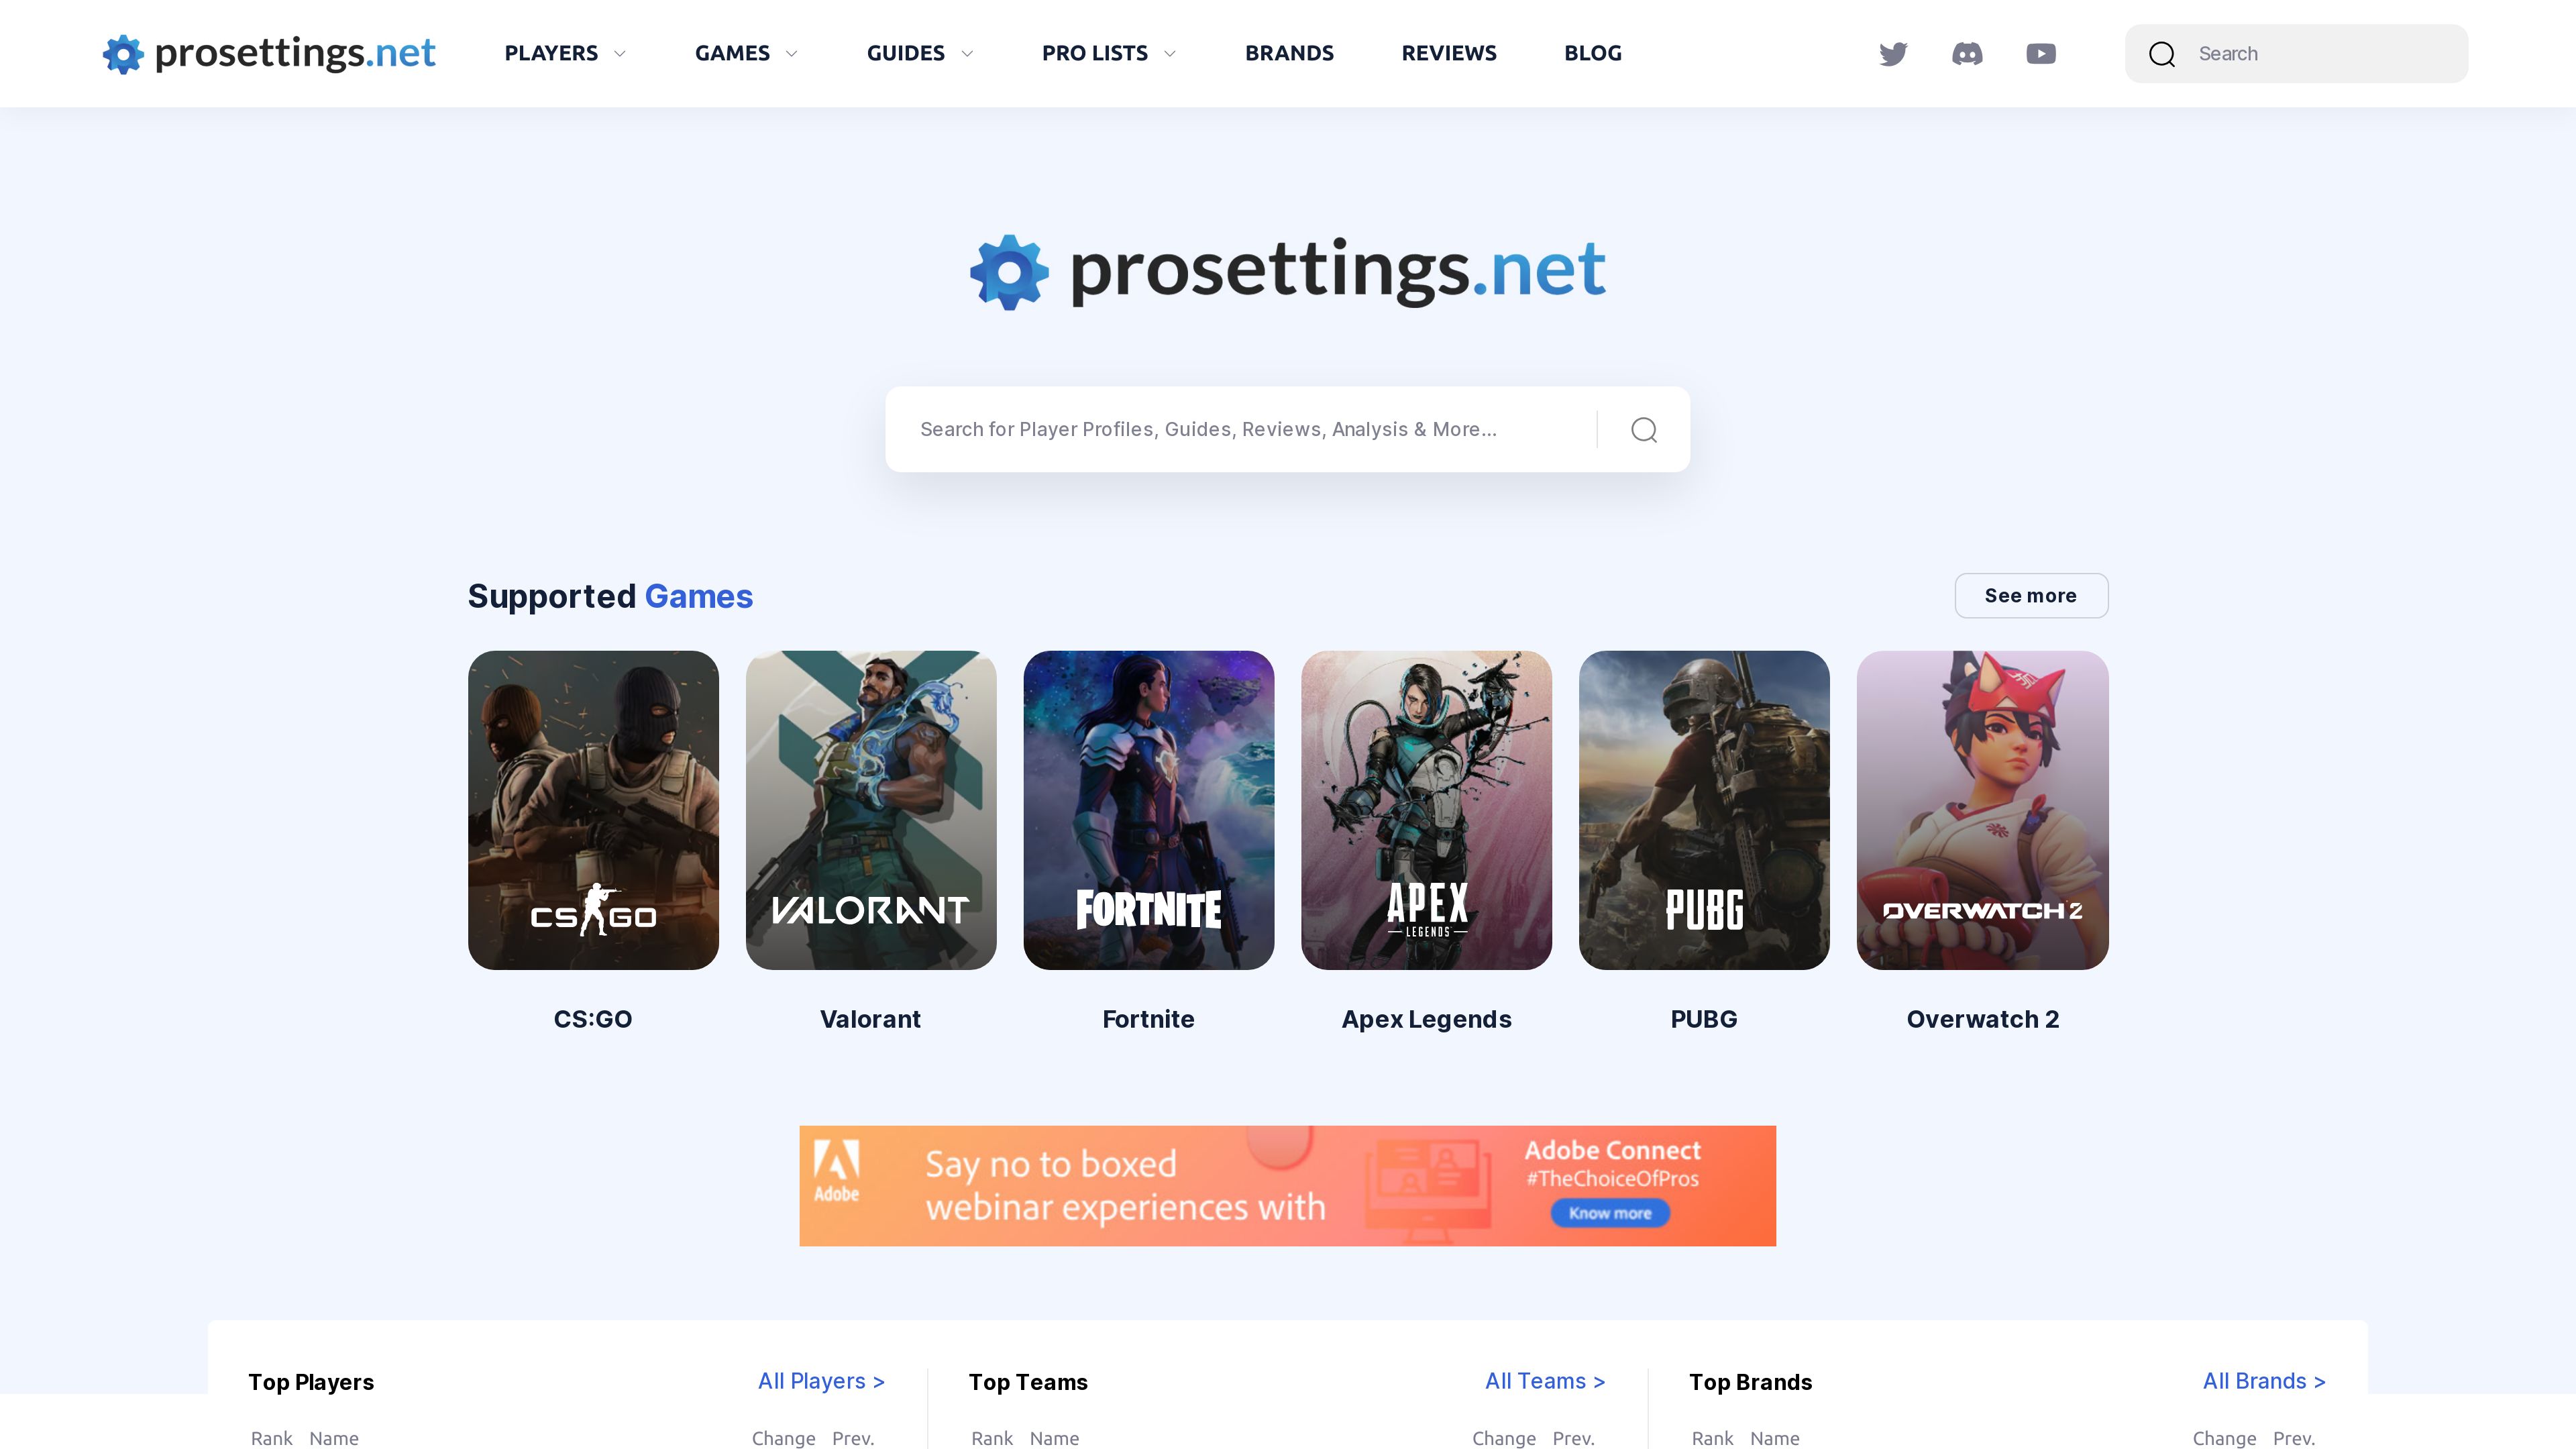 prosettings.net PLAYERS GAMES GUIDES PRO LISTS BRANDS REVIEWS BLOG Search
prosettings.net
Search for Player Profiles, Guides, Reviews, Analysis & More...
Supported Games See more
CS GO VALORANT FORTNITE APEX LEGENDS PUBG OVERWATCH 2
CS:GO Valorant Fortnite Apex Legends PUBG Overwatch 2
Adobe
Say no to boxed
webinar experiences with
Adobe Connect
#TheChoiceOfPros
Know more
Top Players All Players > Top Teams All Teams > Top Brands All Brands >
Rank Name Change Prev. Rank Name Change Prev. Rank Name Change Prev.